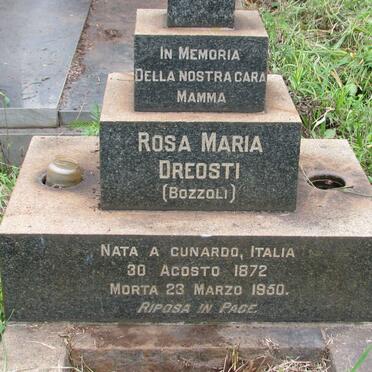 In Memoria
Della nostra cara
Mamma
Rosa Maria
Dreosti
(Bozzoli)
Nata a Cunardo, Italia
30 Agosto 1872
Morta 23 Marzo 1950.
Riposa in Pace.